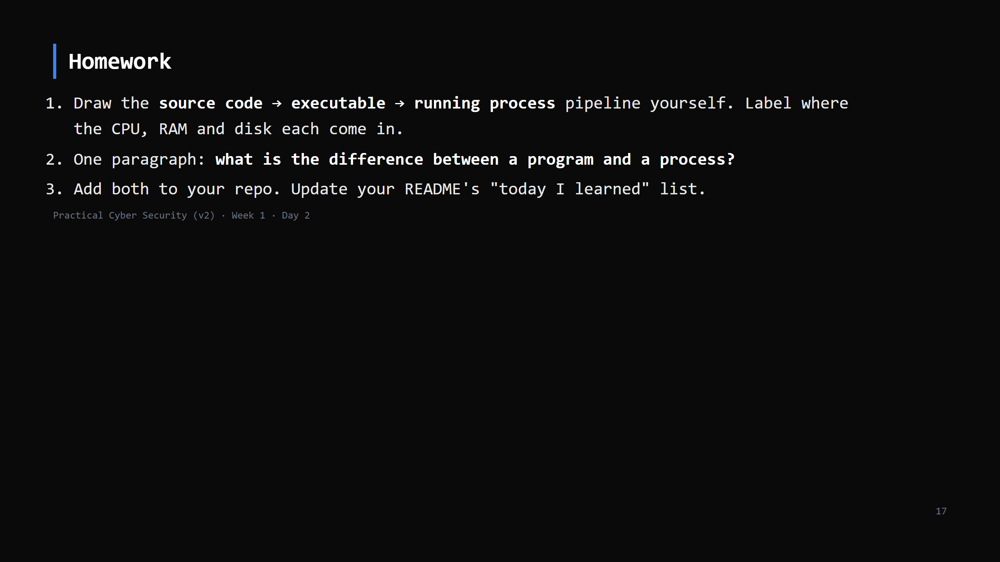 Homework
1. Draw the source code → executable → running process pipeline yourself. Label where
the CPU, RAM and disk each come in.
2. One paragraph: what is the difference between a program and a process?
3. Add both to your repo. Update your README's "today I learned" list.
Practical Cyber Security (v2) · Week 1 · Day 2
17